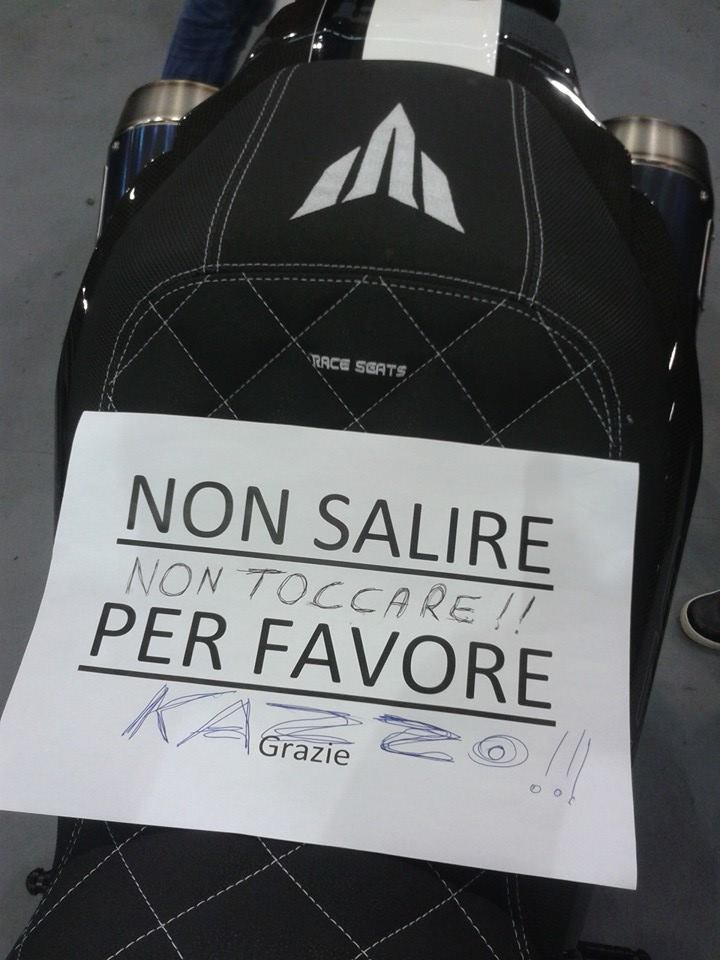 RACE SEATS
NON SALIRE
NON TOCCARE!!
PER FAVORE
KAZZO!!!
Grazie